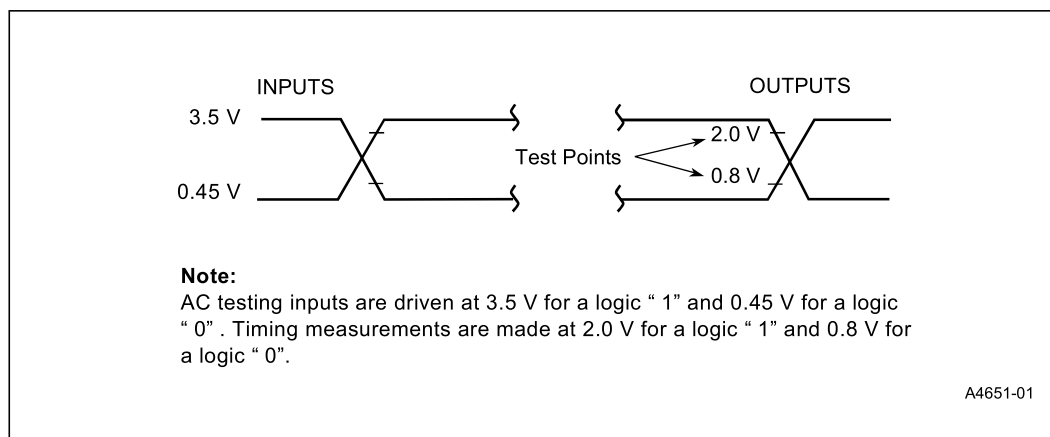 INPUTS
OUTPUTS
3.5 V
2.0 V
Test Points
0.8 V
0.45 V
Note:
AC testing inputs are driven at 3.5 V for a logic “ 1” and 0.45 V for a logic
“ 0” . Timing measurements are made at 2.0 V for a logic “ 1” and 0.8 V for
a logic “ 0”.
A4651-01